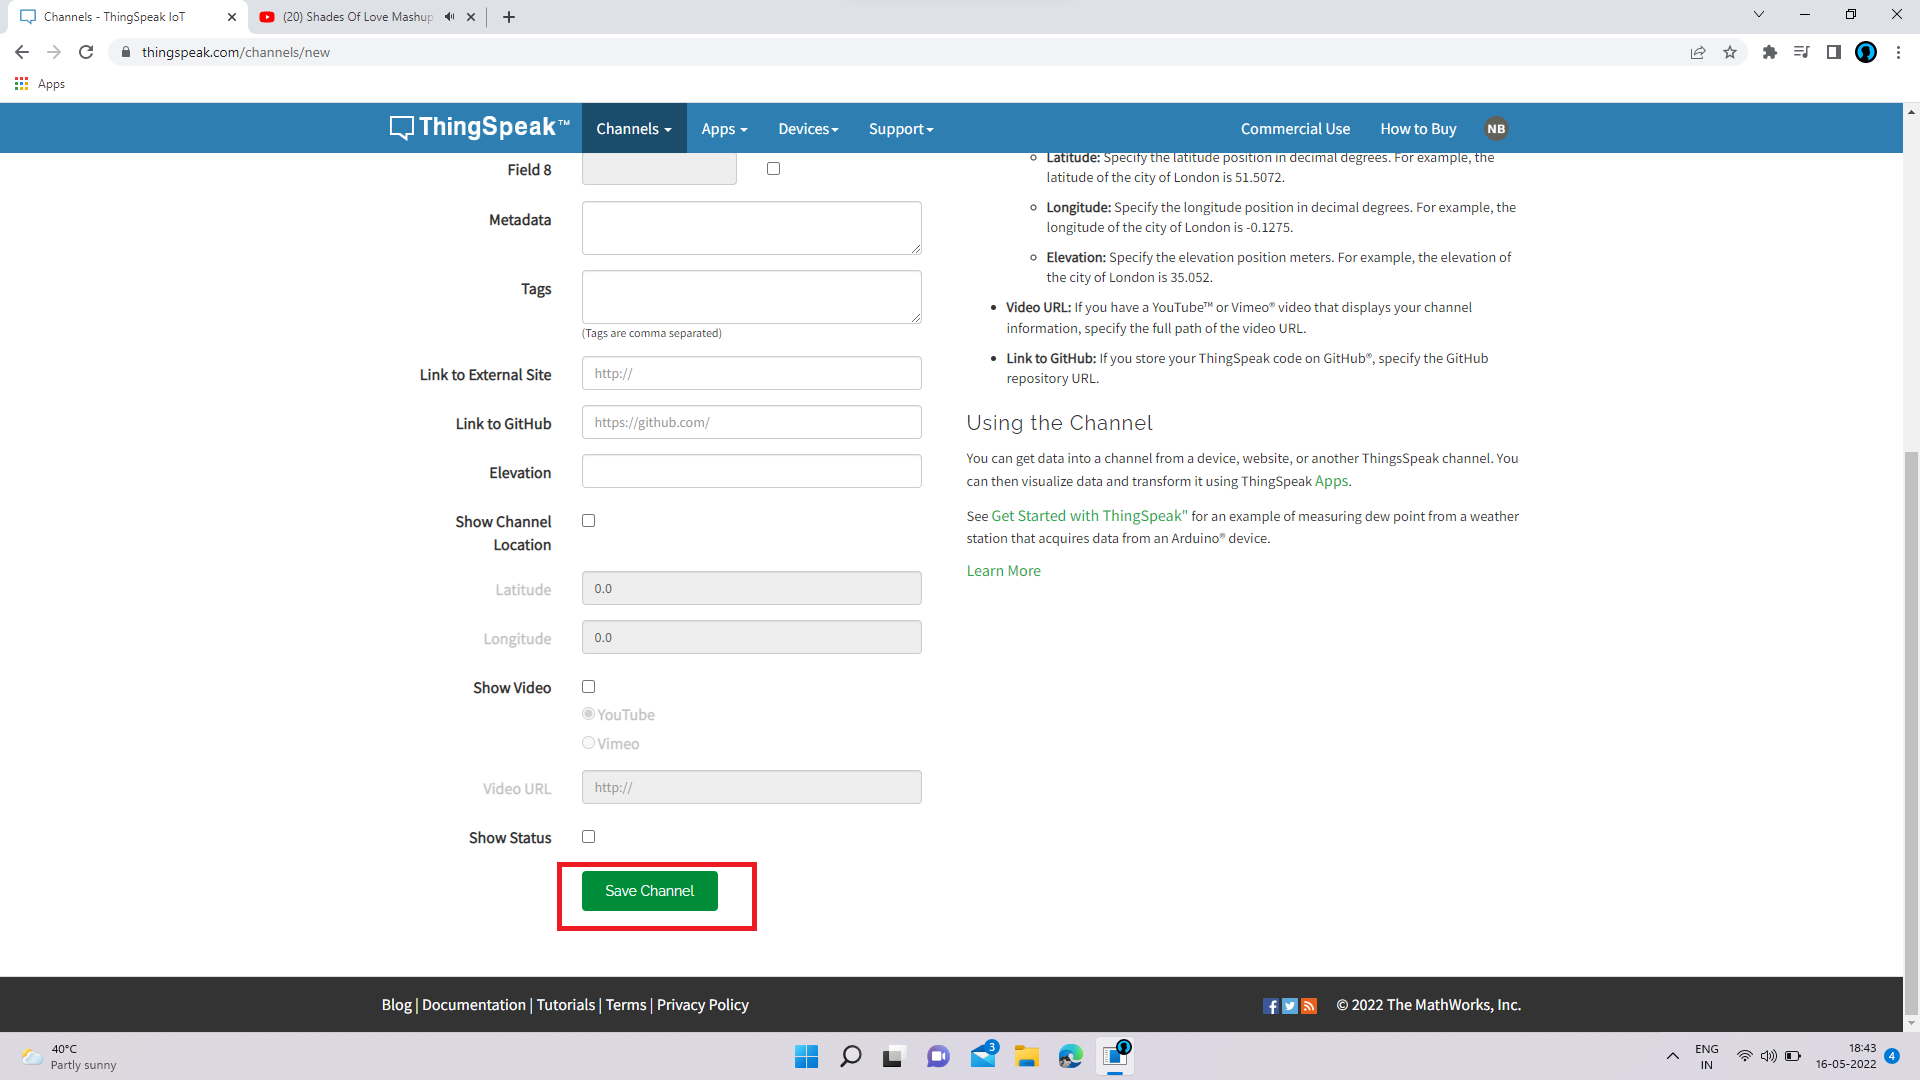 Channels - ThingSpeak IoT
(20) Shades Of Love Mashup
thingspeak.com/channels/new
Apps
ThingSpeak™
Channels
Apps
Devices
Support
Commercial Use
How to Buy
NB
Field 8
Metadata
Tags
(Tags are comma separated)
Link to External Site
http://
Link to GitHub
https://github.com/
Elevation
Show Channel
Location
Latitude
0.0
Longitude
0.0
Show Video
YouTube
Vimeo
Video URL
http://
Show Status
Save Channel
Latitude: Specify the latitude position in decimal degrees. For example, the
latitude of the city of London is 51.5072.
Longitude: Specify the longitude position in decimal degrees. For example, the
longitude of the city of London is -0.1275.
Elevation: Specify the elevation position meters. For example, the elevation of
the city of London is 35.052.
Video URL: If you have a YouTube™ or Vimeo® video that displays your channel
information, specify the full path of the video URL.
Link to GitHub: If you store your ThingSpeak code on GitHub®, specify the GitHub
repository URL.
Using the Channel
You can get data into a channel from a device, website, or another ThingsSpeak channel. You
can then visualize data and transform it using ThingSpeak Apps.
See Get Started with ThingSpeak" for an example of measuring dew point from a weather
station that acquires data from an Arduino® device.
Learn More
Blog | Documentation | Tutorials | Terms | Privacy Policy
© 2022 The MathWorks, Inc.
40°C
Partly sunny
3
ENG
IN
18:43
16-05-2022
4